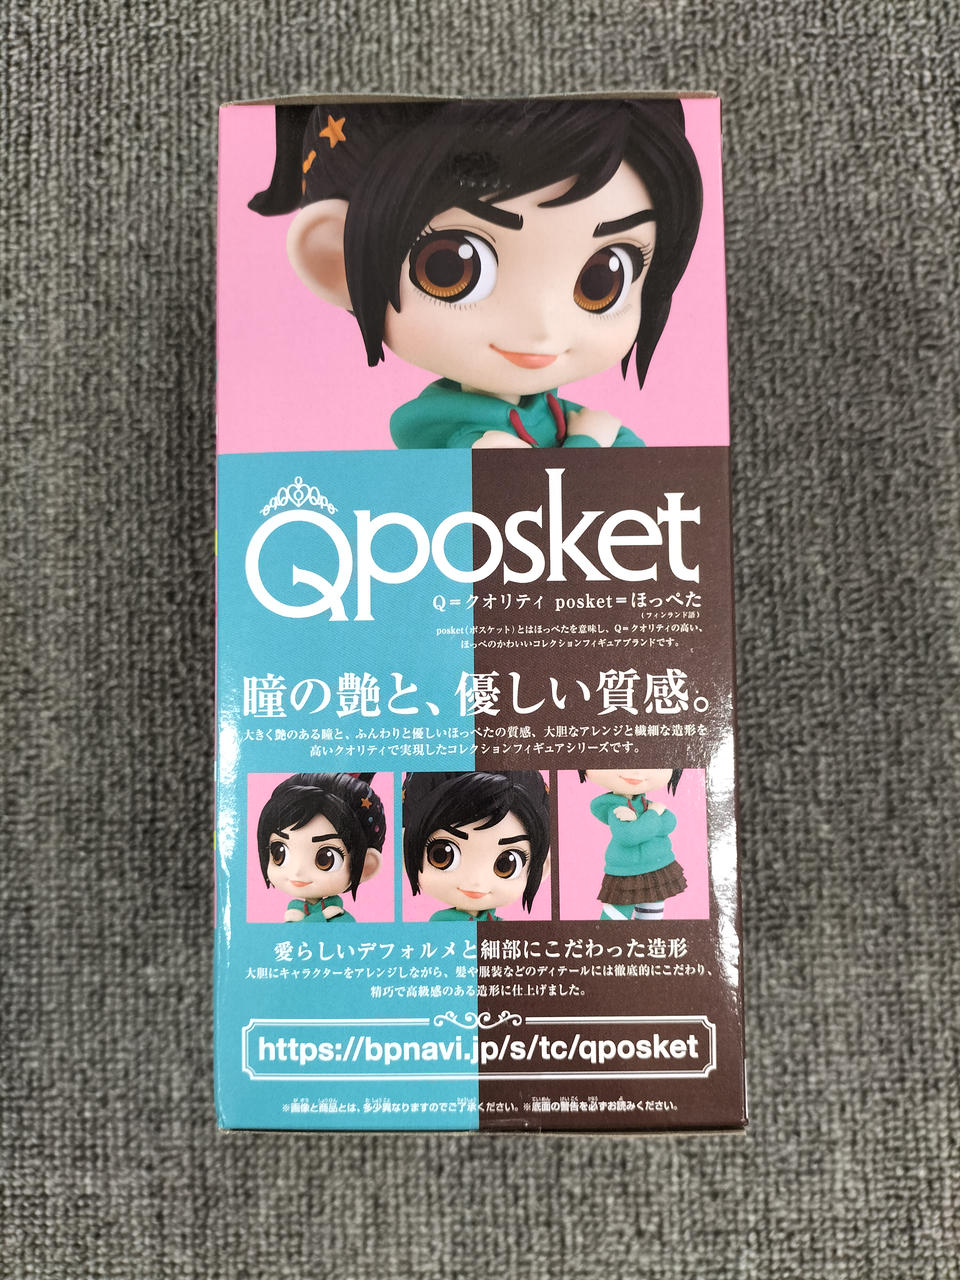 Qposket
Q=クオリティ posket=ほっぺた
(フィンランド語)
posket(ポスケット)とはほっぺたを意味し、Q=クオリティの高い、
ほっぺのかわいいコレクションフィギュアブランドです。
瞳の艶と、優しい質感。
大きく艶のある瞳と、ふんわりと優しいほっぺたの質感、大胆なアレンジと繊細な造形を
高いクオリティで実現したコレクションフィギュアシリーズです。
愛らしいデフォルメと細部にこだわった造形
大胆にキャラクターをアレンジしながら、髪や服装などのディテールには徹底的にこだわり、
精巧で高級感のある造形に仕上げました。
https://bpnavi.jp/s/tc/qposket
※画像と商品とは、多少異なりますのでご了承ください。※底面の警告を必ずお読みください。